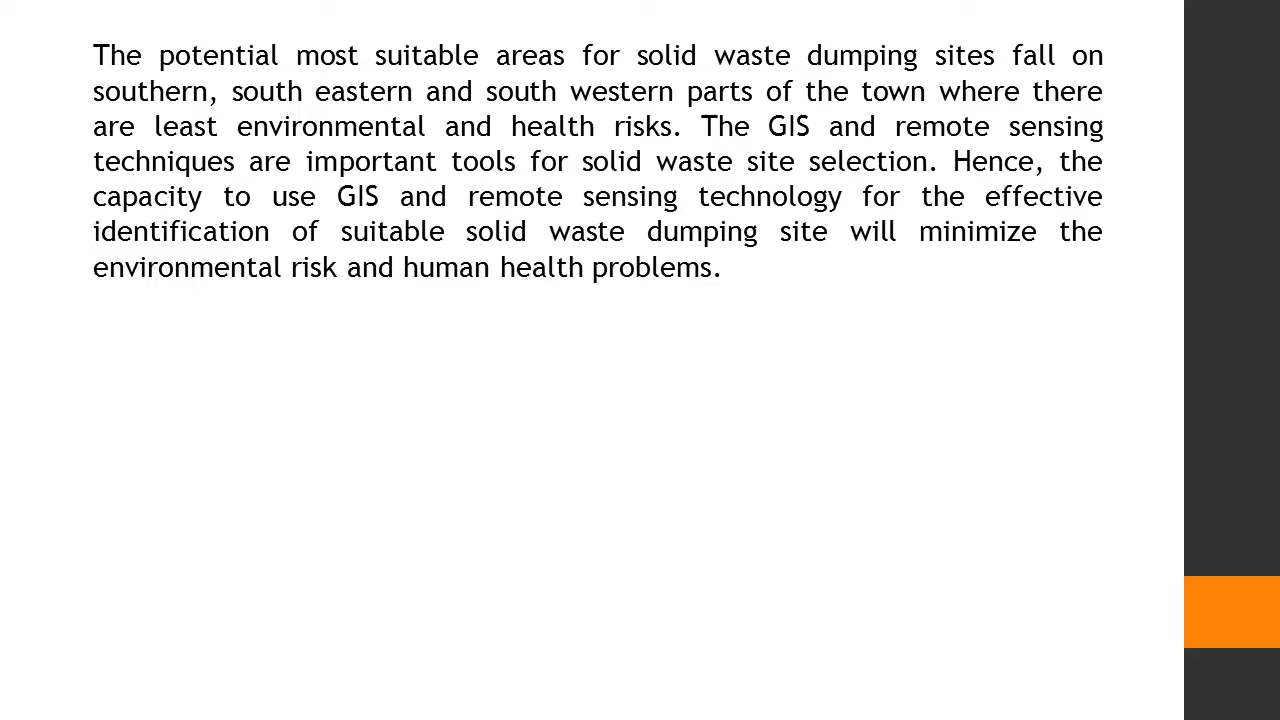 The potential most suitable areas for solid waste dumping sites fall on
southern, south eastern and south western parts of the town where there
are least environmental and health risks. The GIS and remote sensing
techniques are important tools for solid waste site selection. Hence, the
capacity to use GIS and remote sensing technology for the effective
identification of suitable solid waste dumping site will minimize the
environmental risk and human health problems.